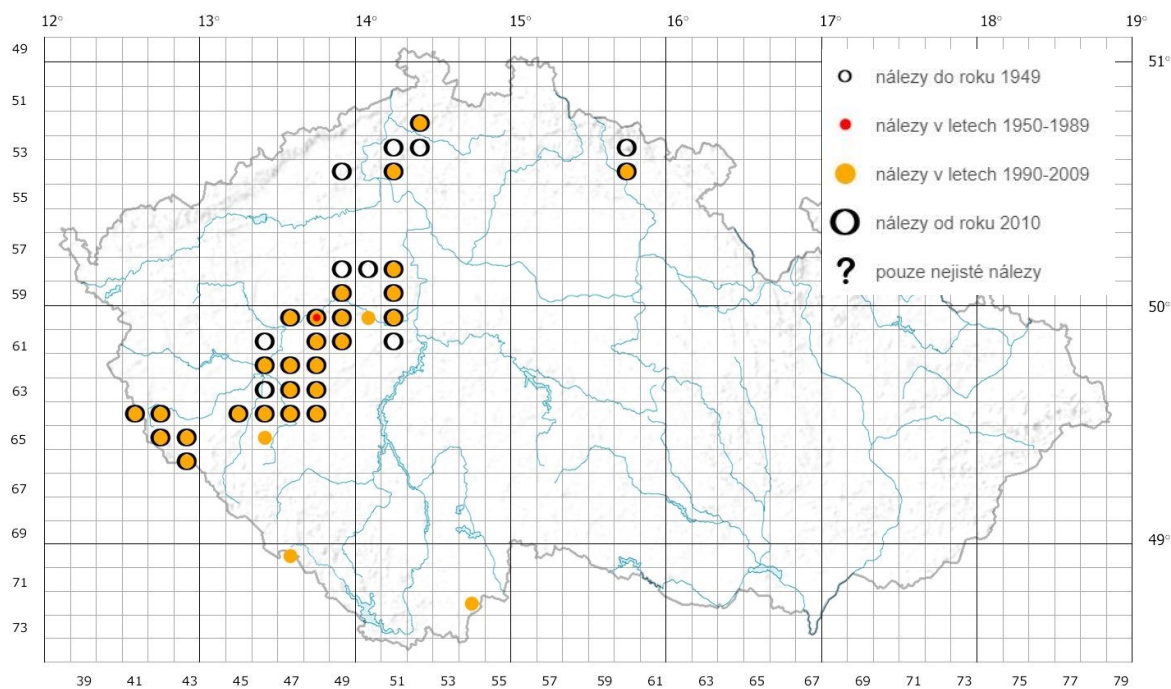 12° 13° 14° 15° 16° 17° 18° 19°
49
51°
nálezy do roku 1949
51
nálezy v letech 1950-1989
53
nálezy v letech 1990-2009
55
nálezy od roku 2010
57
? pouze nejisté nálezy
59
50°
61
63
65
67
69
49°
71
73
39 41 43 45 47 49 51 53 55 57 59 61 63 65 67 69 71 73 75 77 79